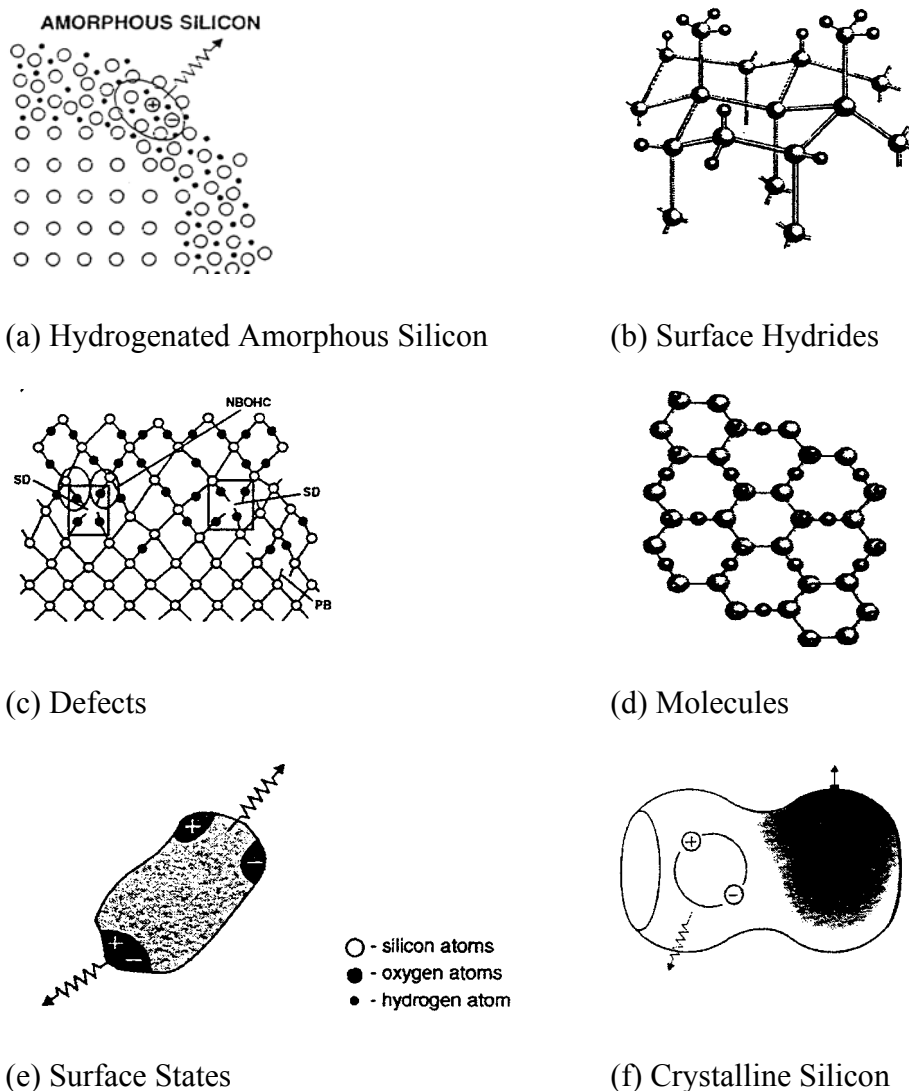 AMORPHOUS SILICON
+
−
(a) Hydrogenated Amorphous Silicon
(b) Surface Hydrides
NBOHC
SD
SD
PB
(c) Defects
(d) Molecules
+
−
+
−
+
−
- silicon atoms
- oxygen atoms
- hydrogen atom
(e) Surface States
(f) Crystalline Silicon